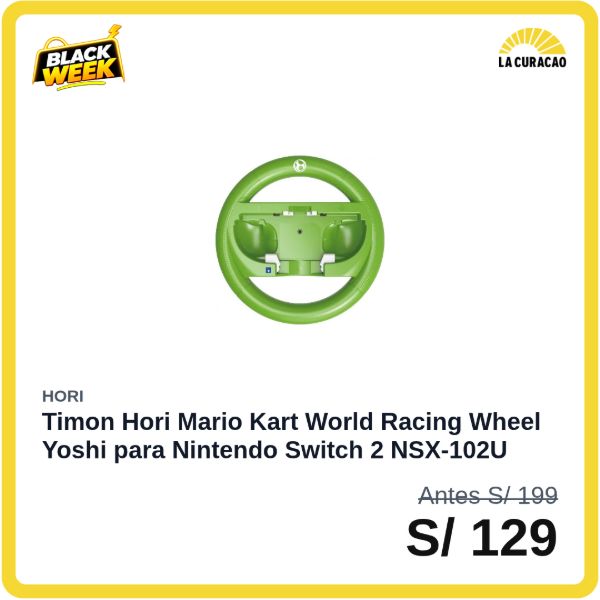 BLACK
WEEK
LA CURACAO
HORI
Timon Hori Mario Kart World Racing Wheel
Yoshi para Nintendo Switch 2 NSX-102U
Antes S/ 199
S/ 129